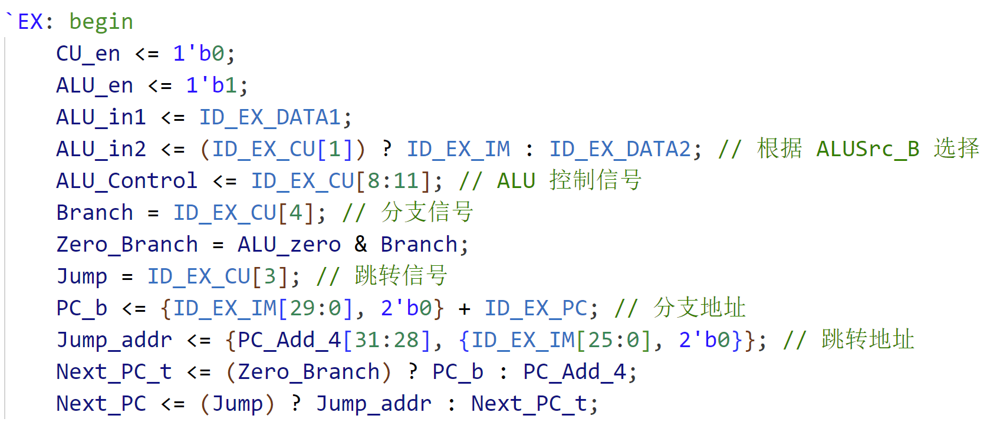 `EX: begin
CU_en <= 1'b0;
ALU_en <= 1'b1;
ALU_in1 <= ID_EX_DATA1;
ALU_in2 <= (ID_EX_CU[1]) ? ID_EX_IM : ID_EX_DATA2; // 根据 ALUSrc_B 选择
ALU_Control <= ID_EX_CU[8:11]; // ALU 控制信号
Branch = ID_EX_CU[4]; // 分支信号
Zero_Branch = ALU_zero & Branch;
Jump = ID_EX_CU[3]; // 跳转信号
PC_b <= {ID_EX_IM[29:0], 2'b0} + ID_EX_PC; // 分支地址
Jump_addr <= {PC_Add_4[31:28], {ID_EX_IM[25:0], 2'b0}}; // 跳转地址
Next_PC_t <= (Zero_Branch) ? PC_b : PC_Add_4;
Next_PC <= (Jump) ? Jump_addr : Next_PC_t;